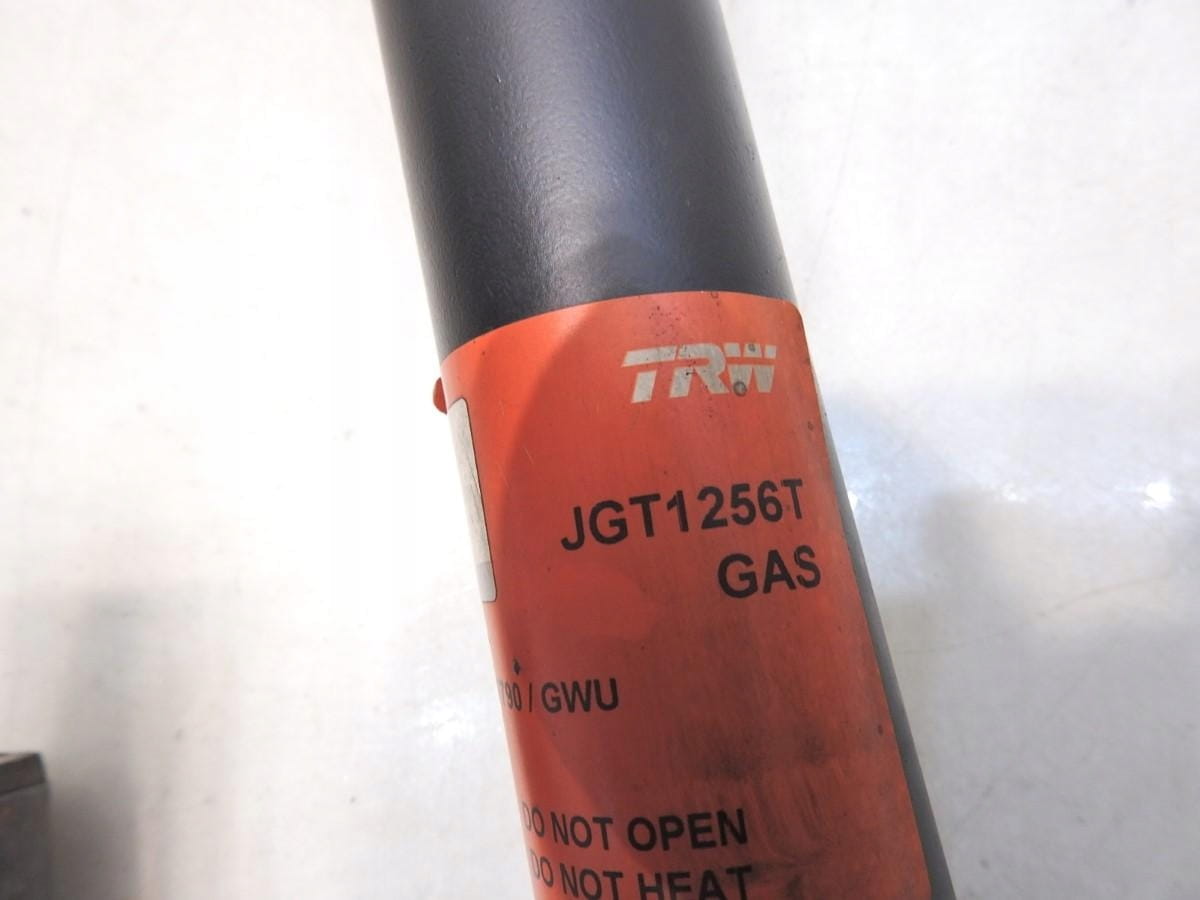 TRW
JGT1256T
GAS
790 / GWU
DO NOT OPEN
DO NOT HEAT